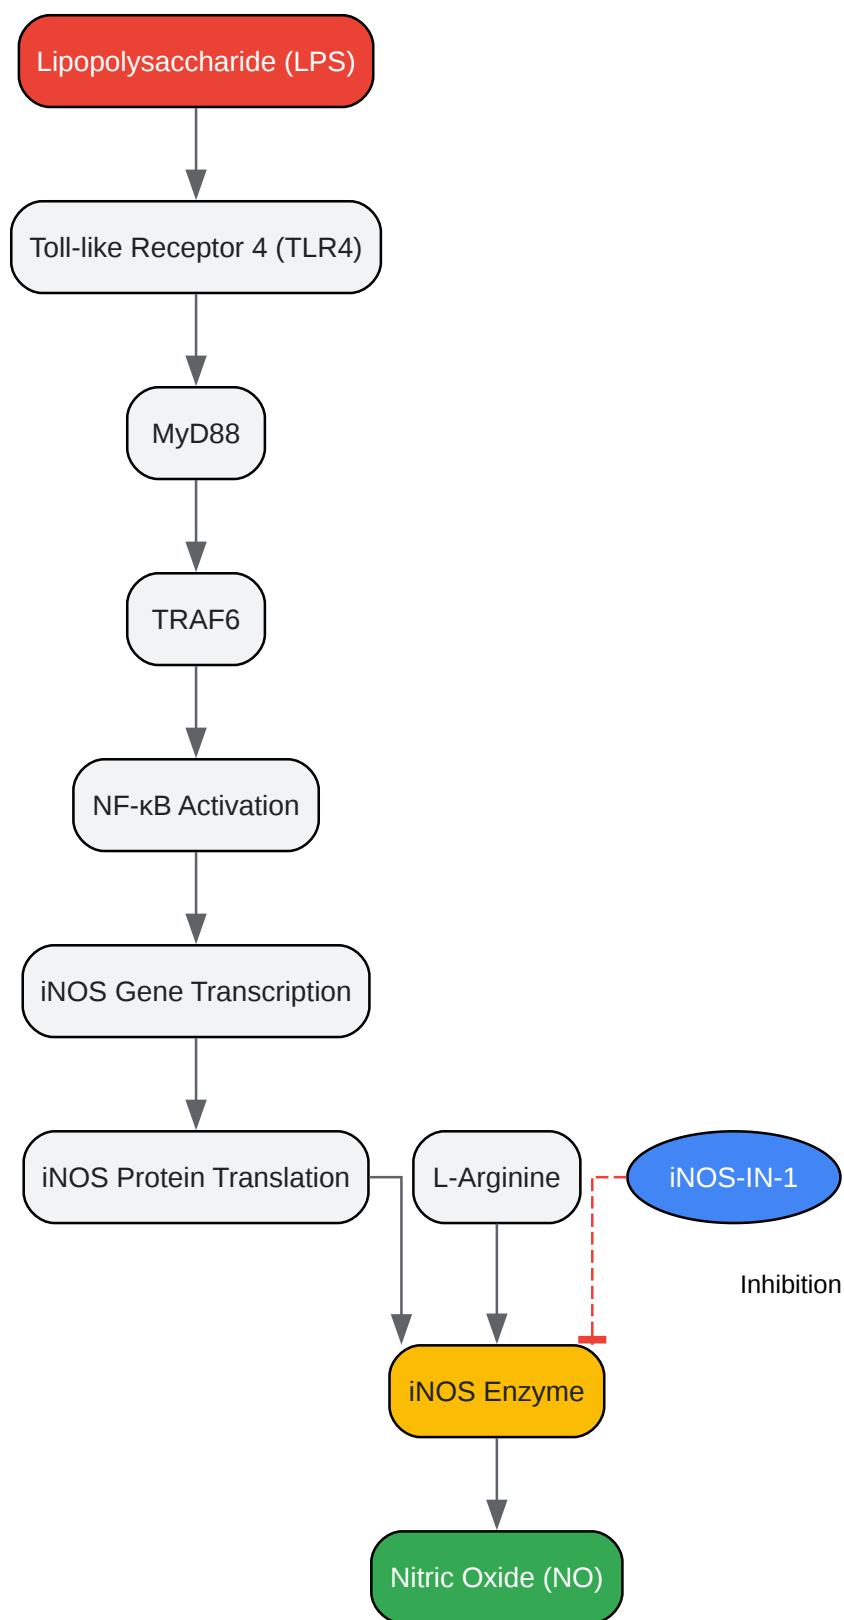 Lipopolysaccharide (LPS)
Toll-like Receptor 4 (TLR4)
MyD88
TRAF6
NF-κB Activation
iNOS Gene Transcription
iNOS Protein Translation
L-Arginine
iNOS-IN-1
Inhibition
iNOS Enzyme
Nitric Oxide (NO)